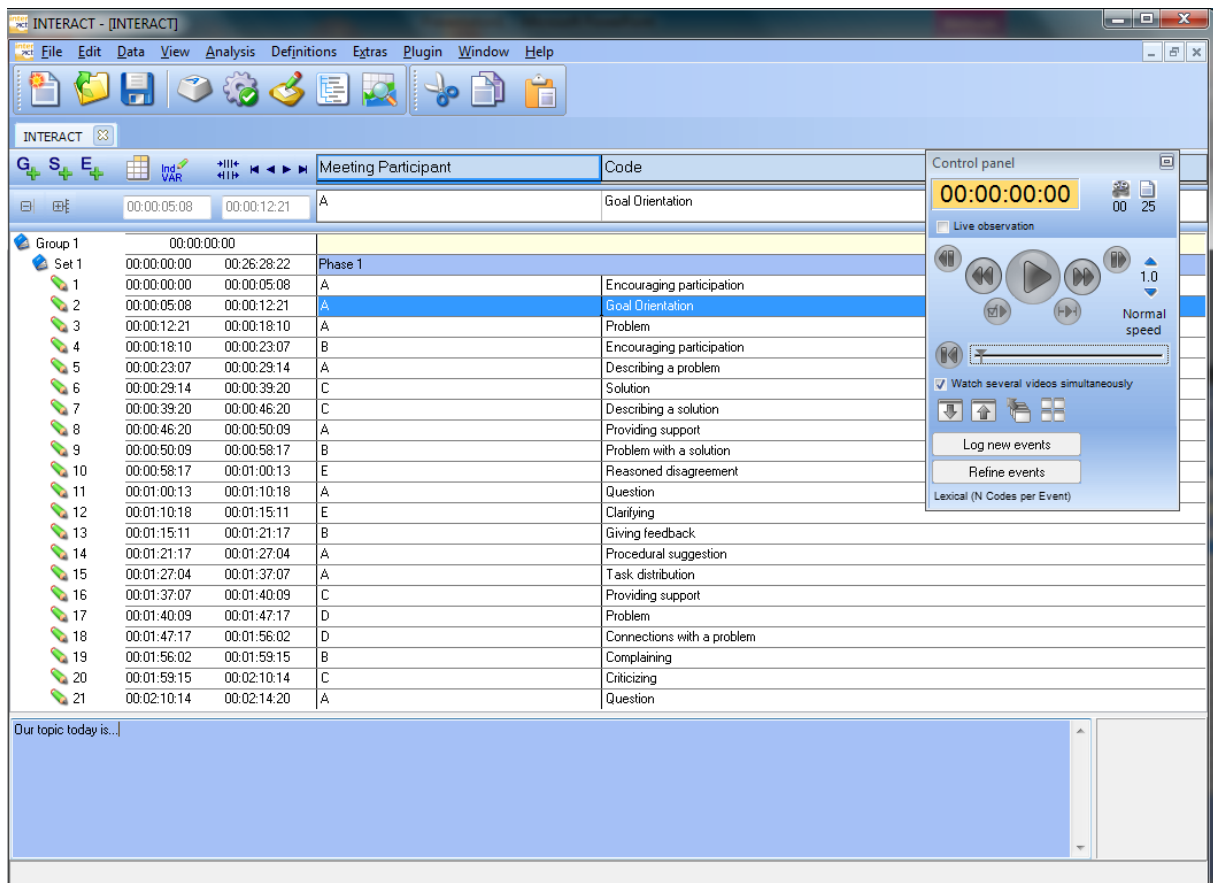 INTERACT - [INTERACT]
File Edit Data View Analysis Definitions Extras Plugin Window Help
INTERACT
G S E Ind VAR Meeting Participant Code
00:00:05:08 00:00:12:21 A Goal Orientation
Group 1 00:00:00:00
Set 1 00:00:00:00 00:26:28:22 Phase 1
1 00:00:00:00 00:00:05:08 A Encouraging participation
2 00:00:05:08 00:00:12:21 A Goal Orientation
3 00:00:12:21 00:00:18:10 A Problem
4 00:00:18:10 00:00:23:07 B Encouraging participation
5 00:00:23:07 00:00:29:14 A Describing a problem
6 00:00:29:14 00:00:39:20 C Solution
7 00:00:39:20 00:00:46:20 C Describing a solution
8 00:00:46:20 00:00:50:09 A Providing support
9 00:00:50:09 00:00:58:17 B Problem with a solution
10 00:00:58:17 00:01:00:13 E Reasoned disagreement
11 00:01:00:13 00:01:10:18 A Question
12 00:01:10:18 00:01:15:11 E Clarifying
13 00:01:15:11 00:01:21:17 B Giving feedback
14 00:01:21:17 00:01:27:04 A Procedural suggestion
15 00:01:27:04 00:01:37:07 A Task distribution
16 00:01:37:07 00:01:40:09 C Providing support
17 00:01:40:09 00:01:47:17 D Problem
18 00:01:47:17 00:01:56:02 D Connections with a problem
19 00:01:56:02 00:01:59:15 B Complaining
20 00:01:59:15 00:02:10:14 C Criticizing
21 00:02:10:14 00:02:14:20 A Question
Our topic today is...
Control panel
00:00:00:00 00 25
Live observation
1.0
Normal
speed
Watch several videos simultaneously
Log new events
Refine events
Lexical (N Codes per Event)